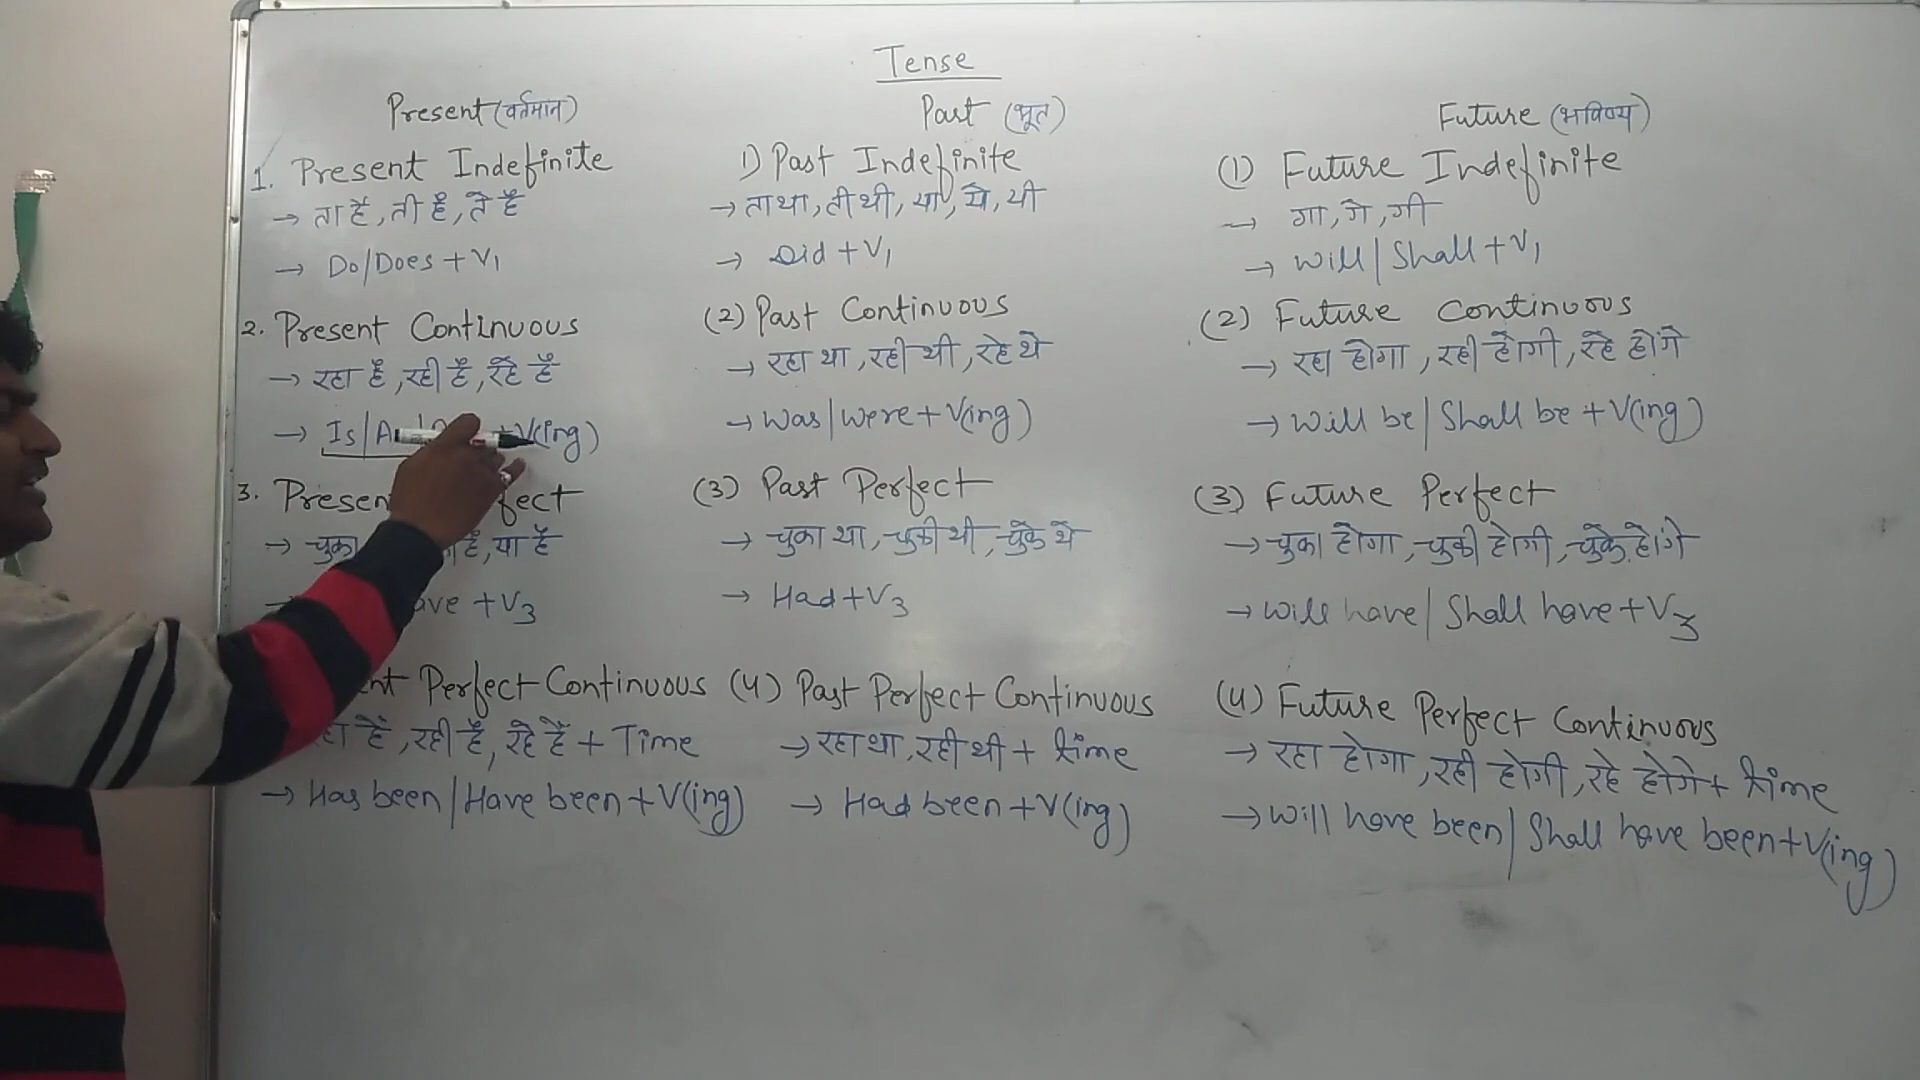 Tense
Present (वर्तमान)
1. Present Indefinite
→ ता है, ती है, ते है
→ Do/Does + V1
2. Present Continuous
→ रहा है, रही है, रहे है
→ Is/A + V(ing)
3. Presen fect
→ चुका है, या है
ave + V3
nt Perfect Continuous
हा है, रही है, रहे है + Time
→ Has been/Have been + V(ing)
Past (भूत)
1) Past Indefinite
→ ता था, ती थी, या, ये, यी
→ Did + V1
(2) Past Continuous
→ रहा था, रही थी, रहे थे
→ Was/Were + V(ing)
(3) Past Perfect
→ चुका था, चुकी थी, चुके थे
→ Had + V3
(4) Past Perfect Continuous
→ रहा था, रही थी + time
→ Had been + V(ing)
Future (भविष्य)
(1) Future Indefinite
→ गा, गे, गी
→ Will/Shall + V1
(2) Future Continuous
→ रहा होगा, रही होगी, रहे होंगे
→ Will be/Shall be + V(ing)
(3) Future Perfect
→ चुका होगा, चुकी होगी, चुके होंगे
→ Will have/Shall have + V3
(4) Future Perfect Continuous
→ रहा होगा, रही होगी, रहे होगे + time
→ Will have been/Shall have been + V(ing)